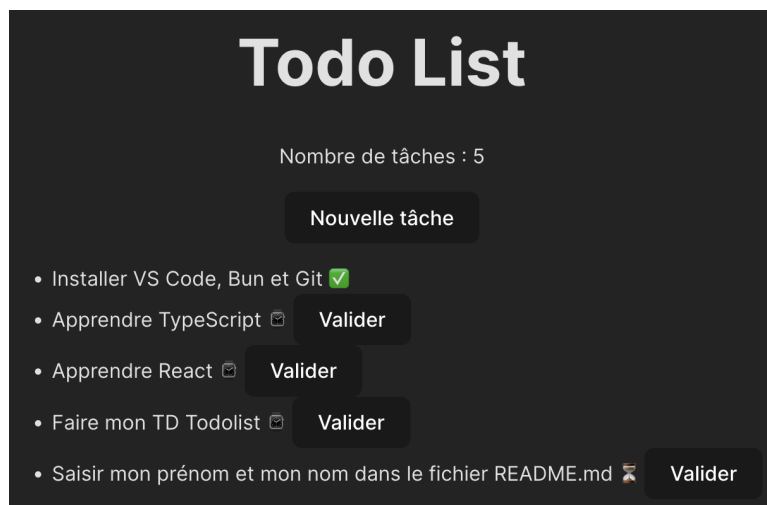 Todo List
Nombre de tâches : 5
Nouvelle tâche
• Installer VS Code, Bun et Git ✅
• Apprendre TypeScript Valider
• Apprendre React Valider
• Faire mon TD Todolist Valider
• Saisir mon prénom et mon nom dans le fichier README.md ⏳ Valider